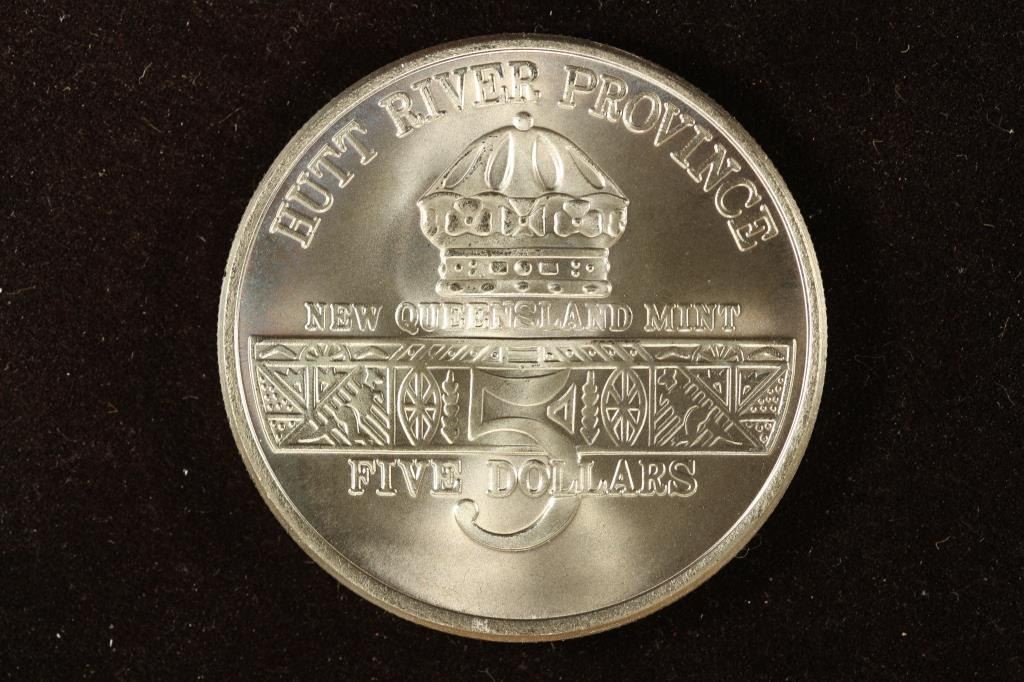 HUTT RIVER PROVINCE
NEW QUEENSLAND MINT
5
FIVE DOLLARS